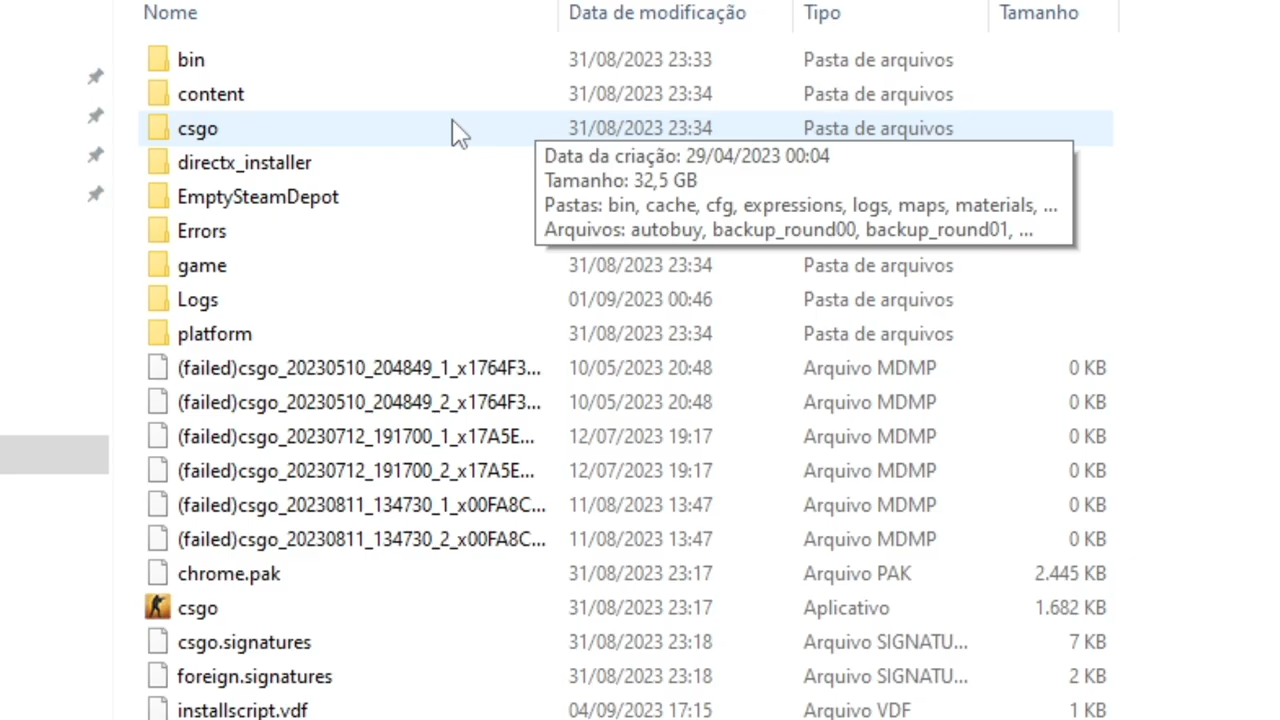 Nome Data de modificação Tipo Tamanho
bin 31/08/2023 23:33 Pasta de arquivos
content 31/08/2023 23:34 Pasta de arquivos
csgo 31/08/2023 23:34 Pasta de arquivos
Data da criação: 29/04/2023 00:04
Tamanho: 32,5 GB
Pastas: bin, cache, cfg, expressions, logs, maps, materials, ...
Arquivos: autobuy, backup_round00, backup_round01, ...
directx_installer
EmptySteamDepot
Errors
game 31/08/2023 23:34 Pasta de arquivos
Logs 01/09/2023 00:46 Pasta de arquivos
platform 31/08/2023 23:34 Pasta de arquivos
(failed)csgo_20230510_204849_1_x1764F3... 10/05/2023 20:48 Arquivo MDMP 0 KB
(failed)csgo_20230510_204849_2_x1764F3... 10/05/2023 20:48 Arquivo MDMP 0 KB
(failed)csgo_20230712_191700_1_x17A5E... 12/07/2023 19:17 Arquivo MDMP 0 KB
(failed)csgo_20230712_191700_2_x17A5E... 12/07/2023 19:17 Arquivo MDMP 0 KB
(failed)csgo_20230811_134730_1_x00FA8C... 11/08/2023 13:47 Arquivo MDMP 0 KB
(failed)csgo_20230811_134730_2_x00FA8C... 11/08/2023 13:47 Arquivo MDMP 0 KB
chrome.pak 31/08/2023 23:17 Arquivo PAK 2.445 KB
csgo 31/08/2023 23:17 Aplicativo 1.682 KB
csgo.signatures 31/08/2023 23:18 Arquivo SIGNATU... 7 KB
foreign.signatures 31/08/2023 23:18 Arquivo SIGNATU... 2 KB
installscript.vdf 04/09/2023 17:15 Arquivo VDF 1 KB